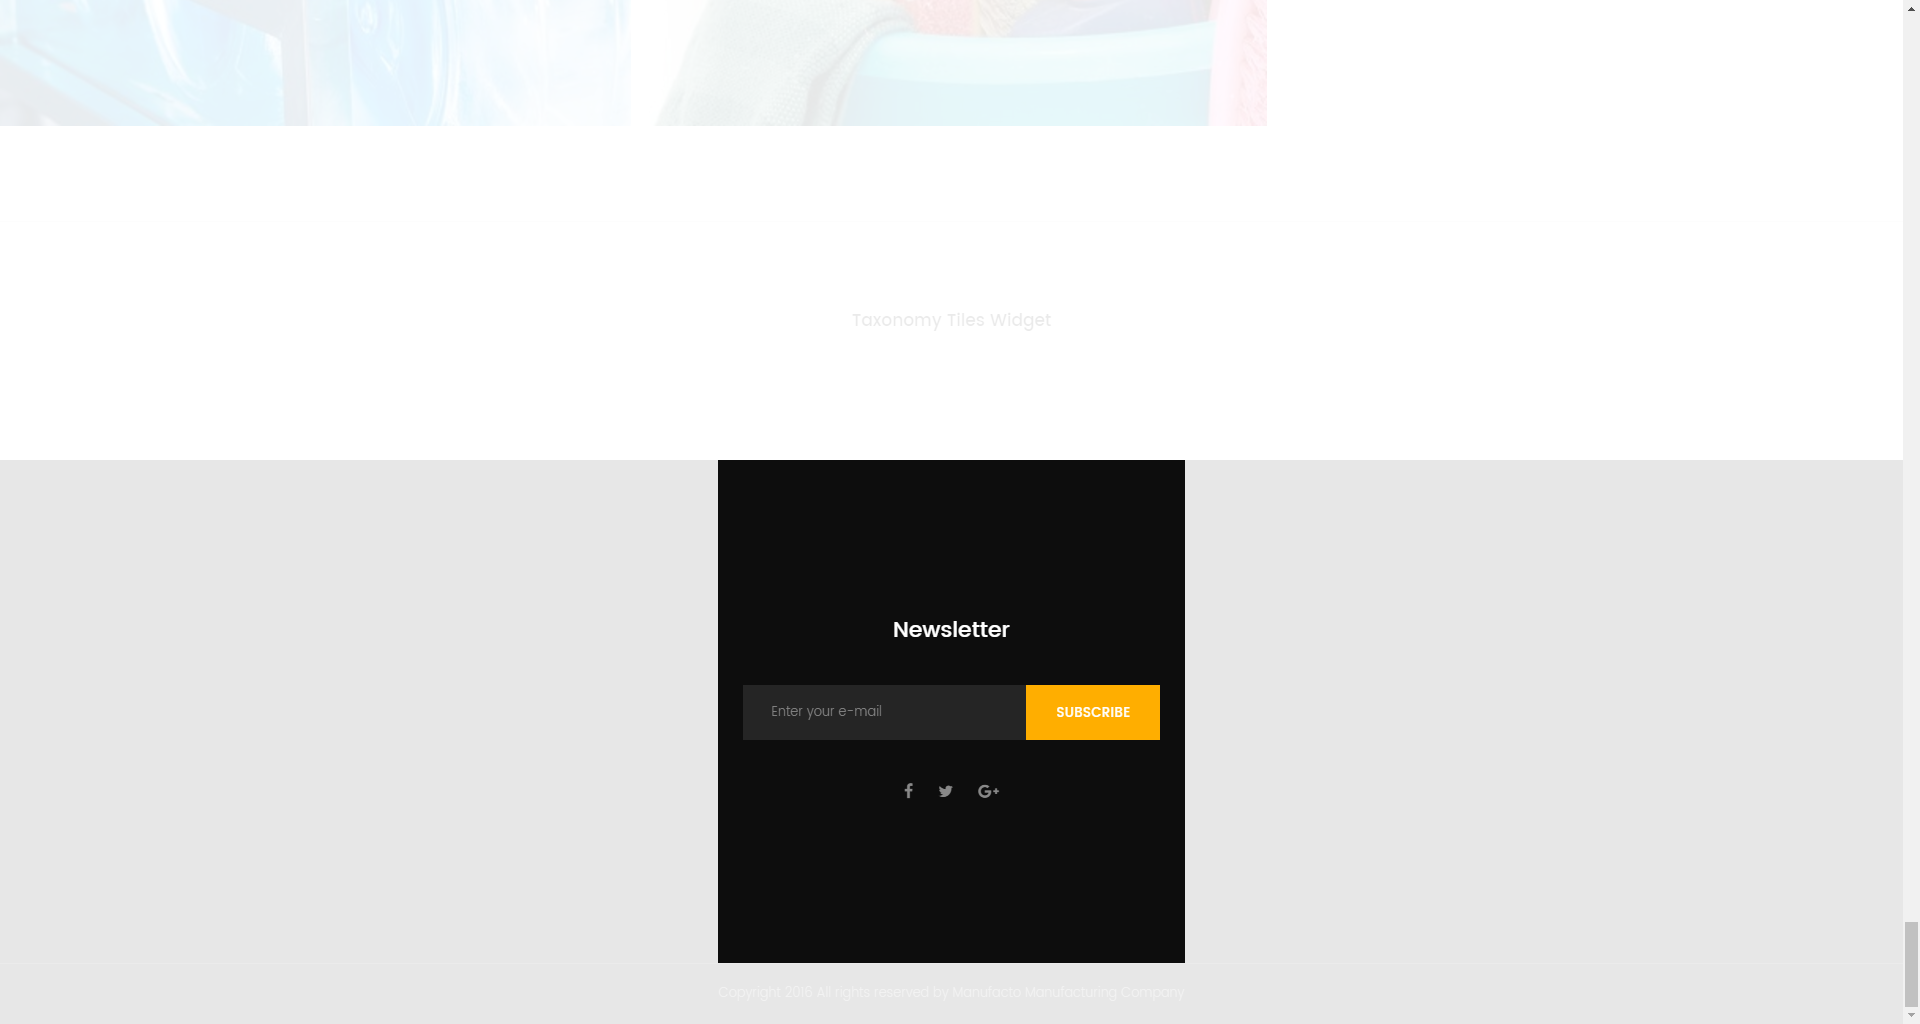 Taxonomy Tiles Widget
Newsletter
Enter your e-mail
SUBSCRIBE
Copyright 2016 All rights reserved by Manufacto Manufacturing Company